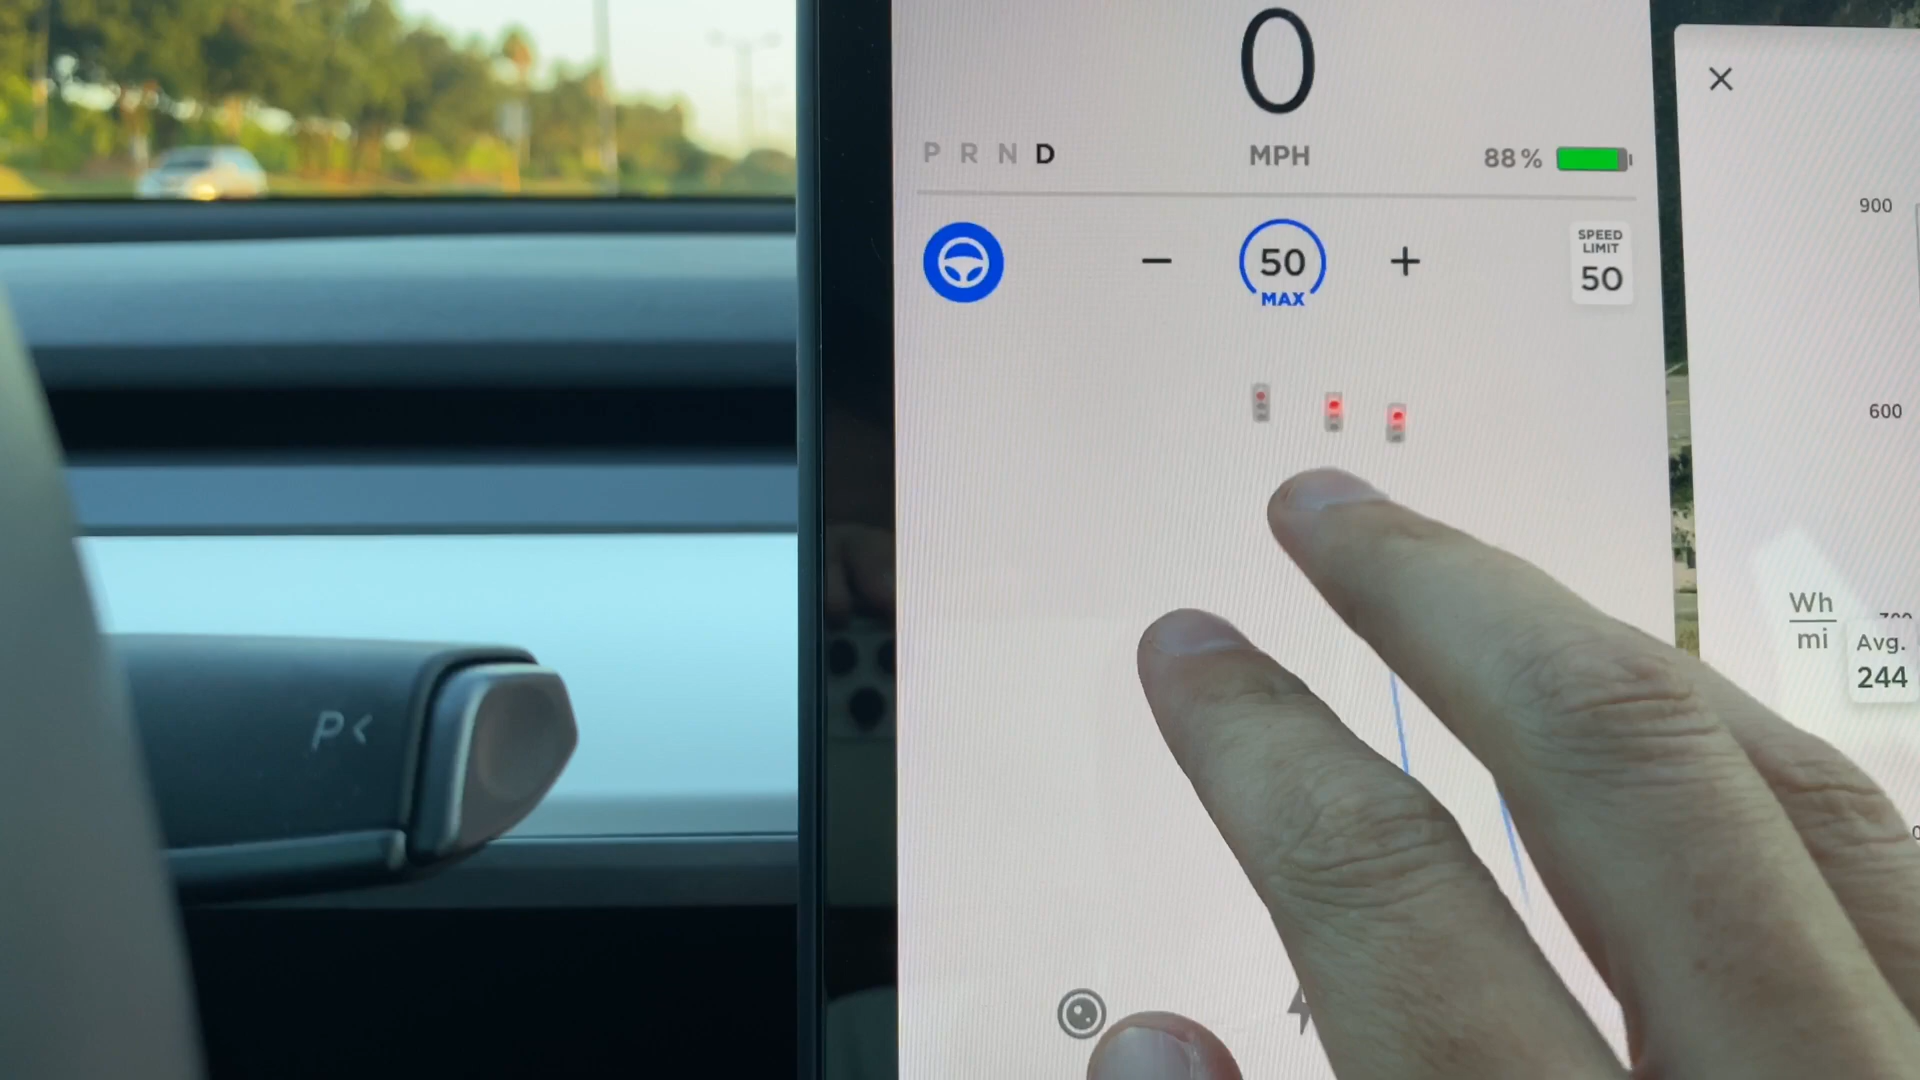 0
MPH
P R N D
88%
50
MAX
SPEED
LIMIT
50
900
600
Wh
mi
Avg.
244
P<